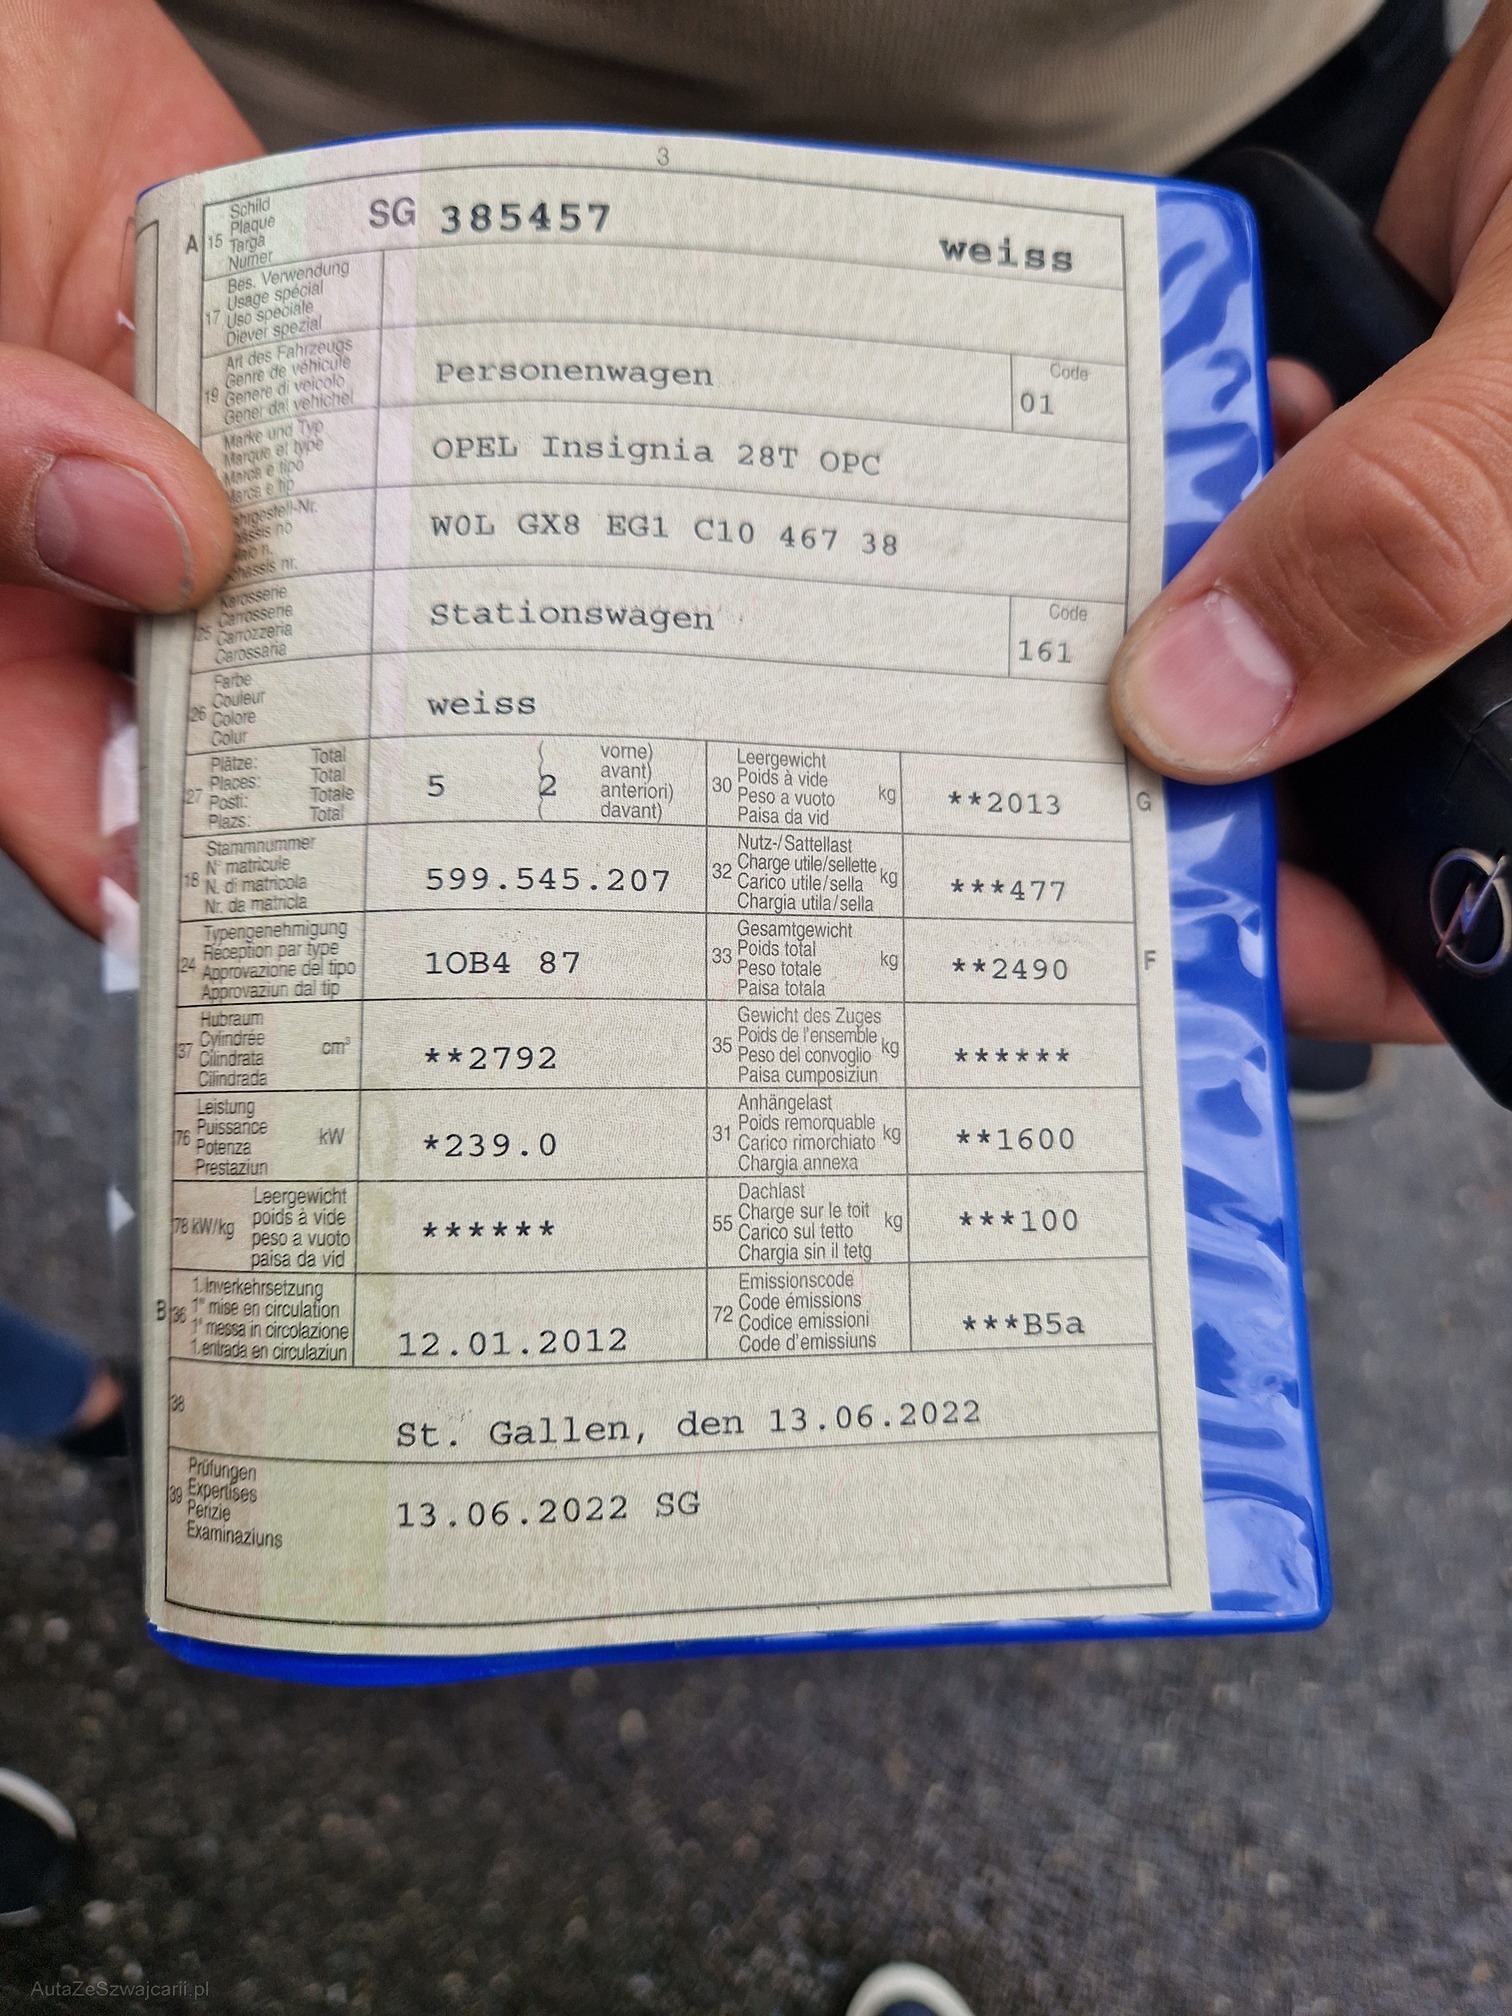 3
A 15 Schild
Plaque
Targa
Numer
SG 385457
weiss
17 Bes. Verwendung
Usage spécial
Uso speciale
Diever spezial
19 Art des Fahrzeugs
Genre de véhicule
Genere di veicolo
Gener dal vehichel
Personenwagen
Code
01
Marke und Typ
Marque et type
Marca e tipo
Marca e tip
OPEL Insignia 28T OPC
W0L GX8 EG1 C10 467 38
25 Karosserie
Carrosserie
Carrozzeria
Carossaria
Stationswagen
Code
161
26 Farbe
Couleur
Colore
Colur
weiss
27 Plätze: Total
Places: Total
Posti: Totale
Plazs: Total
5 ( 2 vorne)
avant)
anteriori)
davant)
30 Leergewicht
Poids à vide
Peso a vuoto
Paisa da vid
kg
**2013
G
18 Stammnummer
N° matricule
N. di matricola
Nr. da matricla
599.545.207
32 Nutz-/Sattellast
Charge utile/sellette
Carico utile/sella
Chargia utila/sella
kg
***477
24 Typengenehmigung
Réception par type
Approvazione del tipo
Approvaziun dal tip
1OB4 87
33 Gesamtgewicht
Poids total
Peso totale
Paisa totala
kg
**2490
F
37 Hubraum
Cylindrée
Cilindrata
Cilindrada
cm³
**2792
35 Gewicht des Zuges
Poids de l'ensemble
Peso del convoglio
Paisa cumposiziun
kg
******
76 Leistung
Puissance
Potenza
Prestaziun
kW
*239.0
31 Anhängelast
Poids remorquable
Carico rimorchiato
Chargia annexa
kg
**1600
78 kW/kg Leergewicht
poids à vide
peso a vuoto
paisa da vid
******
55 Dachlast
Charge sur le toit
Carico sul tetto
Chargia sin il tetg
kg
***100
B 36 1. Inverkehrsetzung
1re mise en circulation
1a messa in circolazione
1. entrada en circulaziun
12.01.2012
72 Emissionscode
Code émissions
Codice emissioni
Code d'emissiuns
***B5a
38
St. Gallen, den 13.06.2022
39 Prüfungen
Expertises
Perizie
Examinaziuns
13.06.2022 SG
AutaZeSzwajcarii.pl